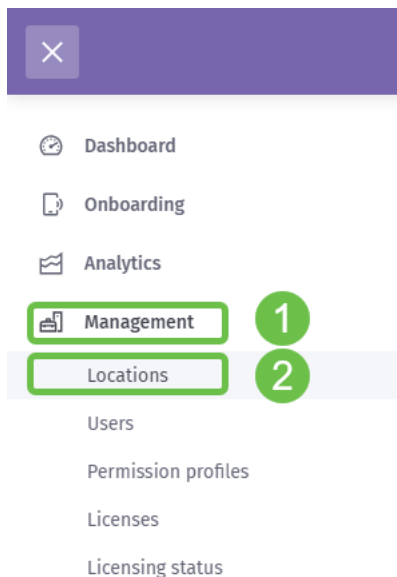 Dashboard
Onboarding
Analytics
Management 1
Locations 2
Users
Permission profiles
Licenses
Licensing status